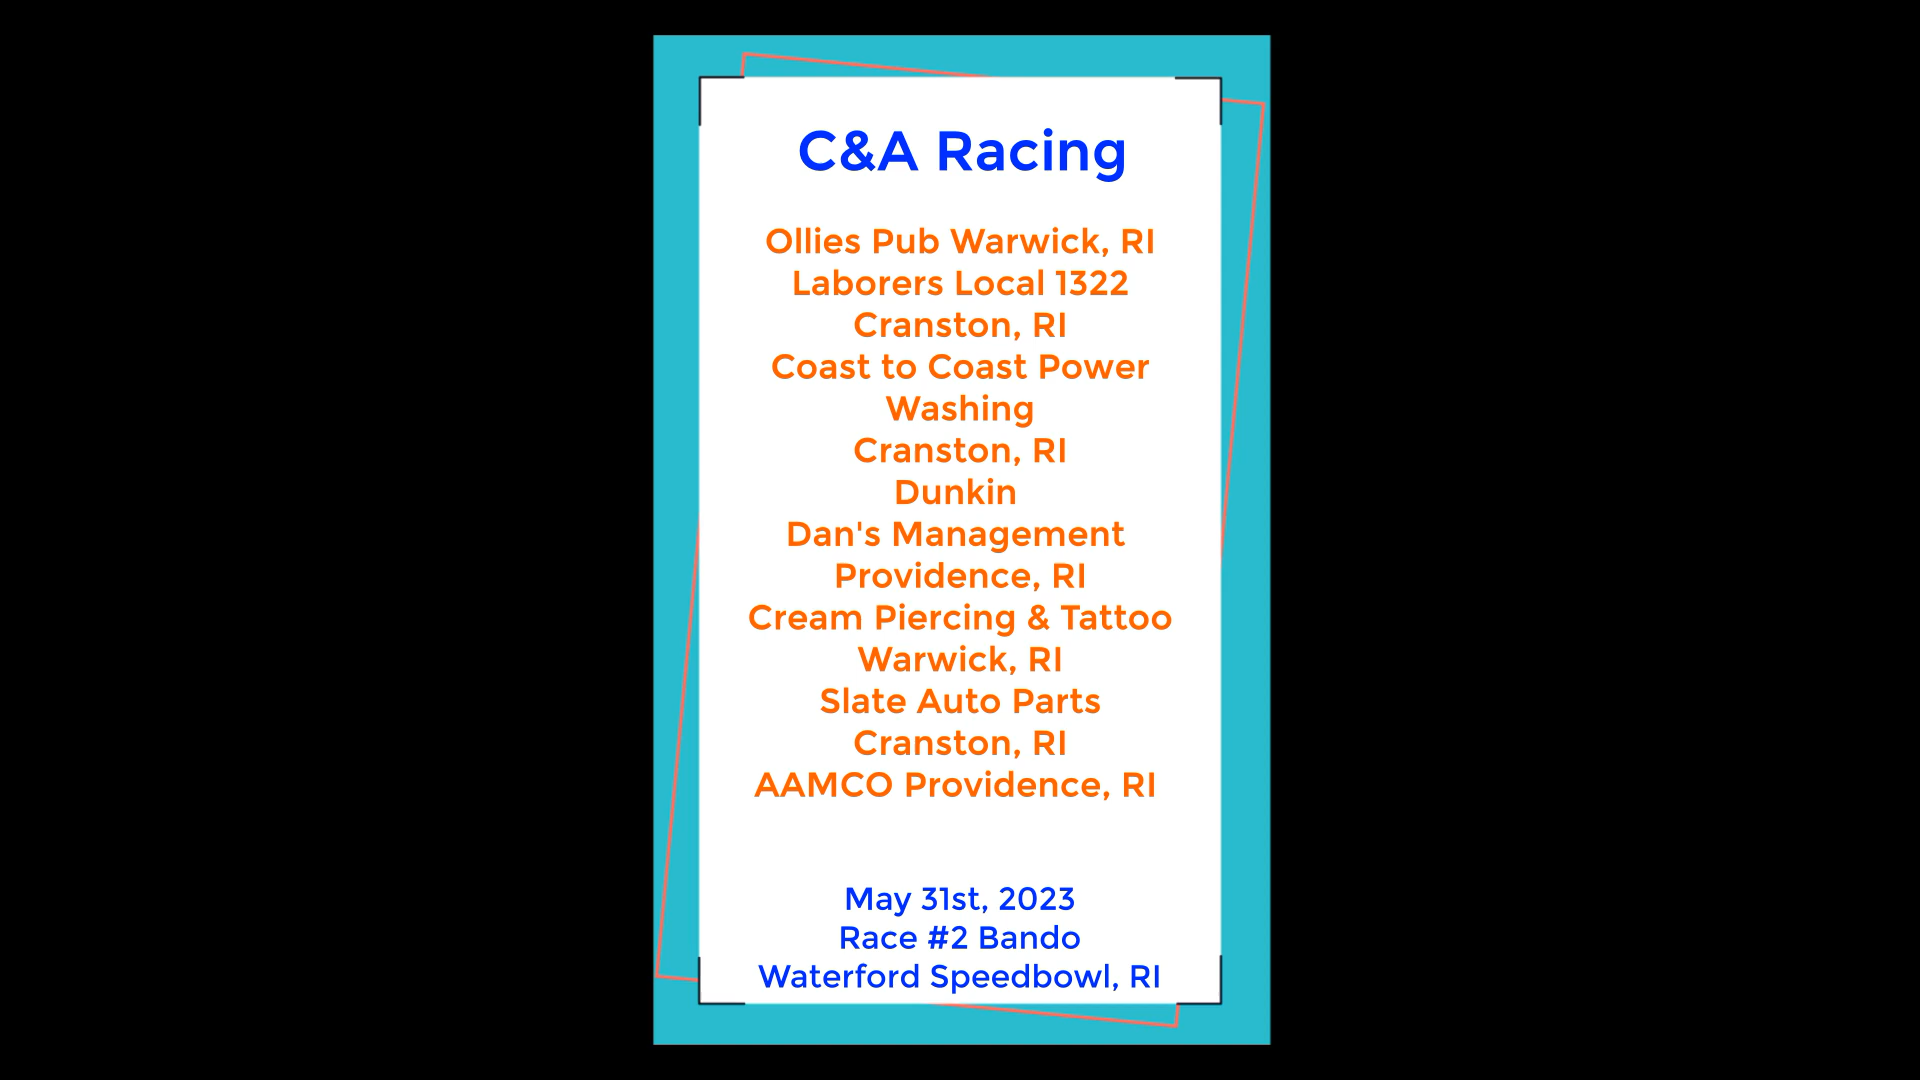 C&A Racing
Ollies Pub Warwick, RI
Laborers Local 1322
Cranston, RI
Coast to Coast Power
Washing
Cranston, RI
Dunkin
Dan's Management
Providence, RI
Cream Piercing & Tattoo
Warwick, RI
Slate Auto Parts
Cranston, RI
AAMCO Providence, RI
May 31st, 2023
Race #2 Bando
Waterford Speedbowl, RI